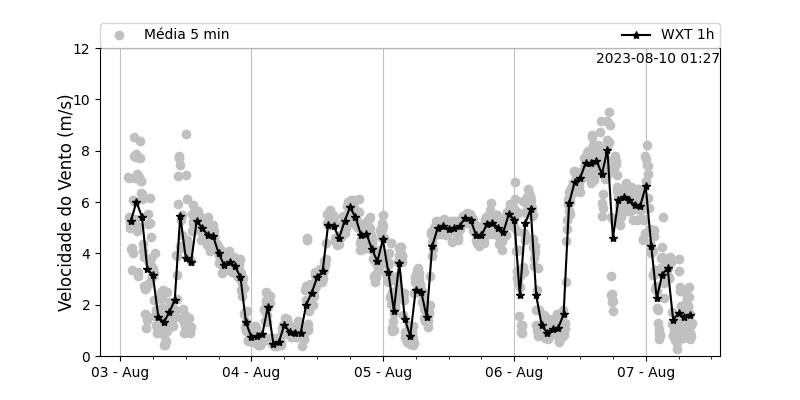 Média 5 min
WXT 1h
2023-08-10 01:27
Velocidade do Vento (m/s)
12
10
8
6
4
2
0
03 - Aug
04 - Aug
05 - Aug
06 - Aug
07 - Aug